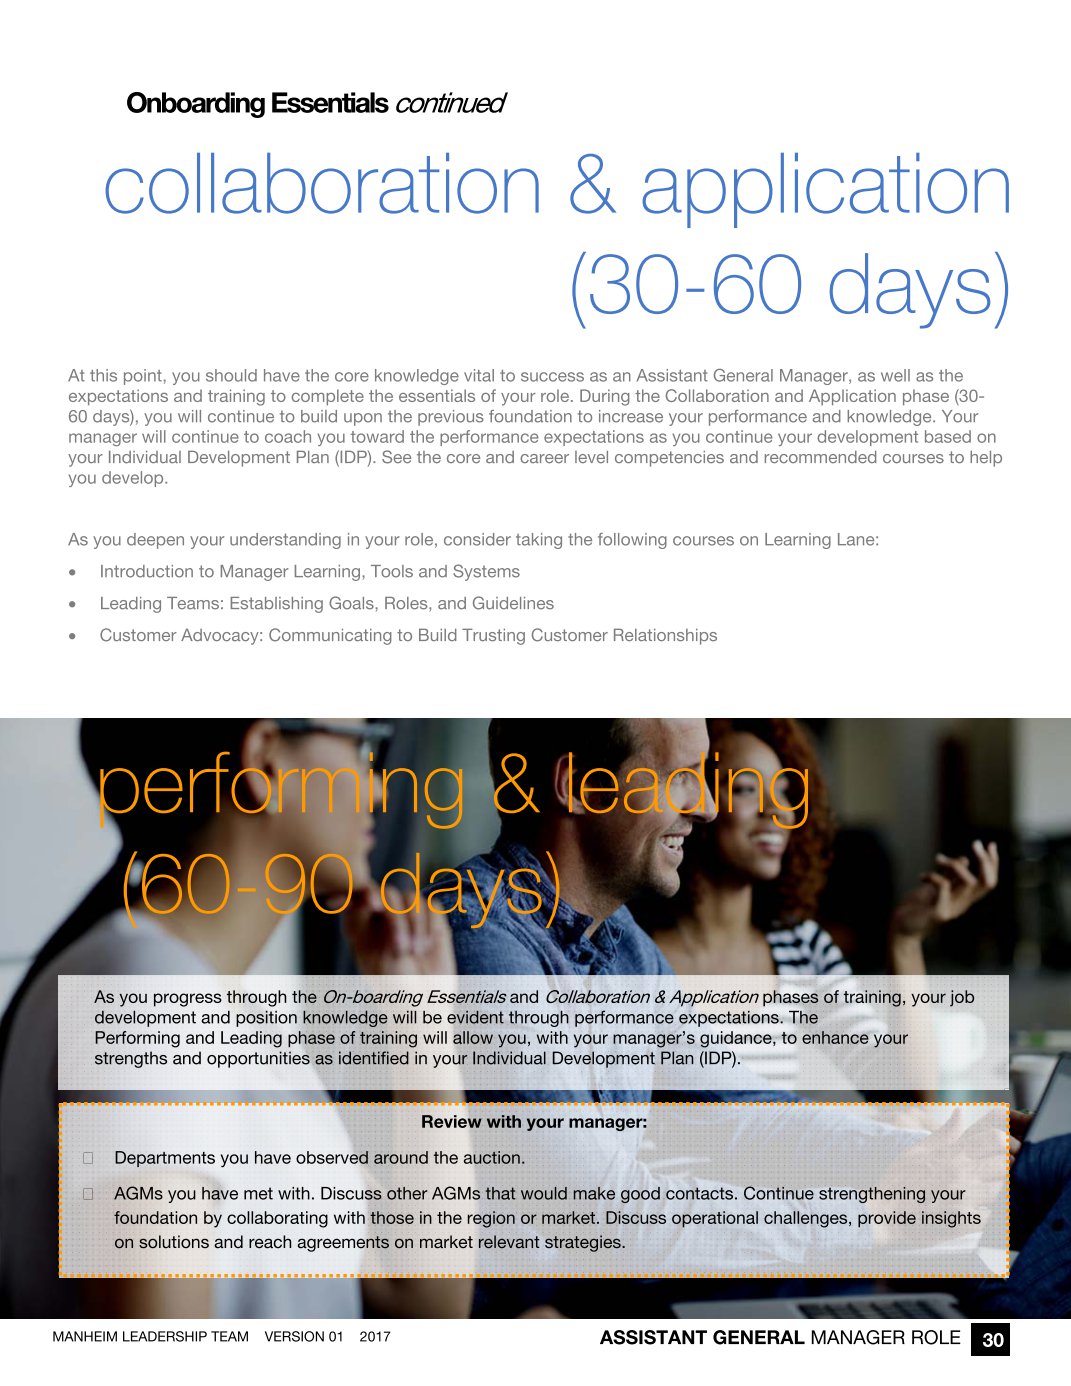 Onboarding Essentials continued
collaboration & application
(30-60 days)
At this point, you should have the core knowledge vital to success as an Assistant General Manager, as well as the
expectations and training to complete the essentials of your role. During the Collaboration and Application phase (30-
60 days), you will continue to build upon the previous foundation to increase your performance and knowledge. Your
manager will continue to coach you toward the performance expectations as you continue your development based on
your Individual Development Plan (IDP). See the core and career level competencies and recommended courses to help
you develop.
As you deepen your understanding in your role, consider taking the following courses on Learning Lane:
• Introduction to Manager Learning, Tools and Systems
• Leading Teams: Establishing Goals, Roles, and Guidelines
• Customer Advocacy: Communicating to Build Trusting Customer Relationships
performing & leading
(60-90 days)
As you progress through the On-boarding Essentials and Collaboration & Application phases of training, your job
development and position knowledge will be evident through performance expectations. The
Performing and Leading phase of training will allow you, with your manager's guidance, to enhance your
strengths and opportunities as identified in your Individual Development Plan (IDP).
Review with your manager:
□ Departments you have observed around the auction.
□ AGMs you have met with. Discuss other AGMs that would make good contacts. Continue strengthening your
foundation by collaborating with those in the region or market. Discuss operational challenges, provide insights
on solutions and reach agreements on market relevant strategies.
MANHEIM LEADERSHIP TEAM VERSION 01 2017
ASSISTANT GENERAL MANAGER ROLE 30